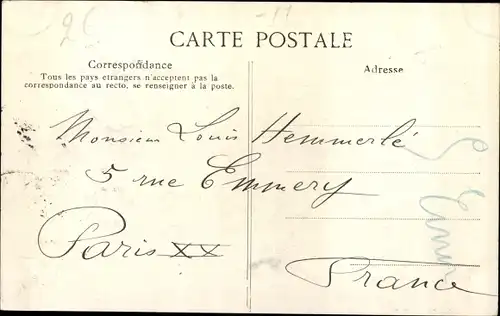 CARTE POSTALE
Correspondance
Tous les pays etrangers n'acceptent pas la
correspondance au recto, se renseigner à la poste.
Adresse
Monsieur Louis Hemmerlé
5 rue Emmery
Paris XX
France